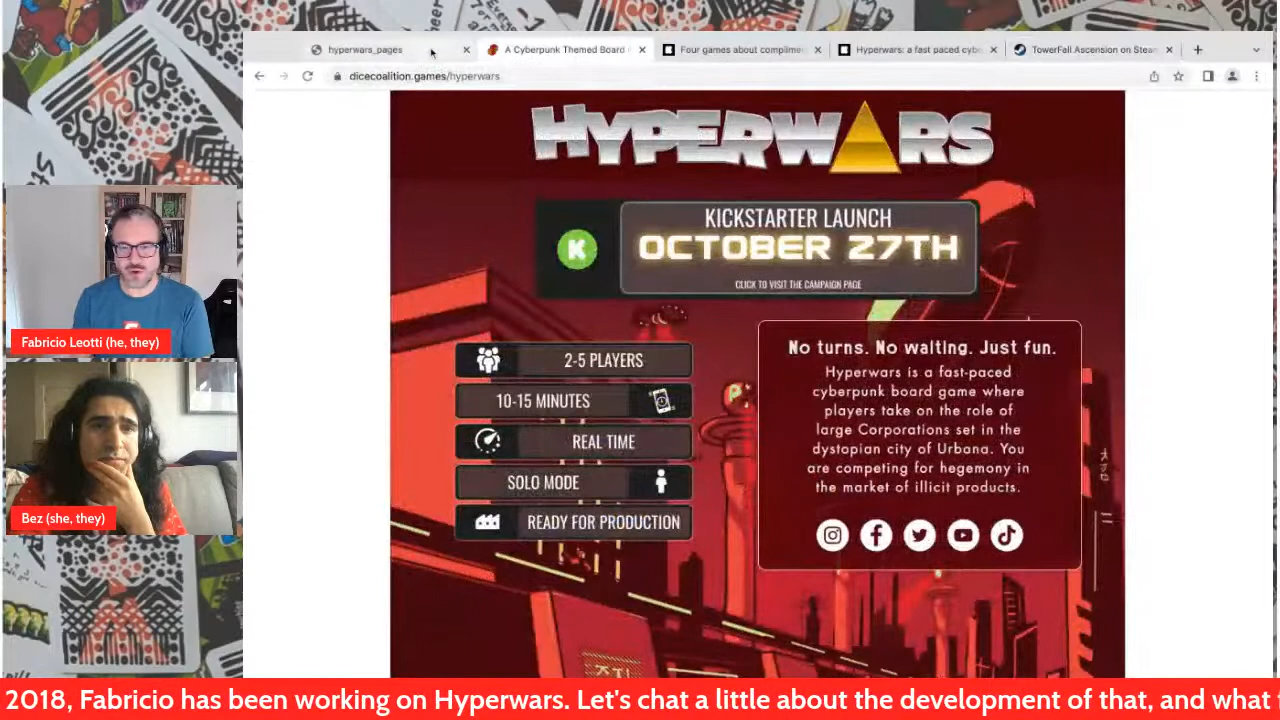 hyperwars_pages
A Cyberpunk Themed Board
Four games about complimen
Hyperwars: a fast paced cybe
TowerFall Ascension on Steam
dicecoalition.games/hyperwars
HYPERWARS
KICKSTARTER LAUNCH
OCTOBER 27TH
CLICK TO VISIT THE CAMPAIGN PAGE
2-5 PLAYERS
10-15 MINUTES
REAL TIME
SOLO MODE
READY FOR PRODUCTION
No turns. No waiting. Just fun.
Hyperwars is a fast-paced
cyberpunk board game where
players take on the role of
large Corporations set in the
dystopian city of Urbana. You
are competing for hegemony in
the market of illicit products.
Fabricio Leotti (he, they)
Bez (she, they)
2018, Fabricio has been working on Hyperwars. Let's chat a little about the development of that, and what